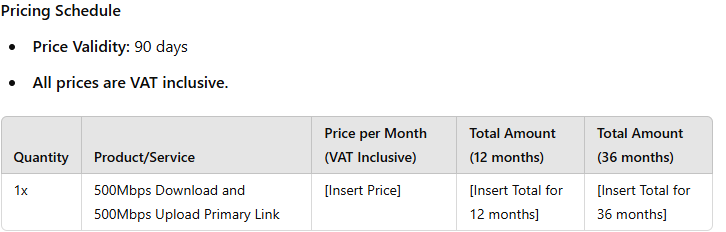 Pricing Schedule
• Price Validity: 90 days
• All prices are VAT inclusive.
Quantity
Product/Service
Price per Month
(VAT Inclusive)
Total Amount
(12 months)
Total Amount
(36 months)
1x
500Mbps Download and
500Mbps Upload Primary Link
[Insert Price]
[Insert Total for
12 months]
[Insert Total for
36 months]